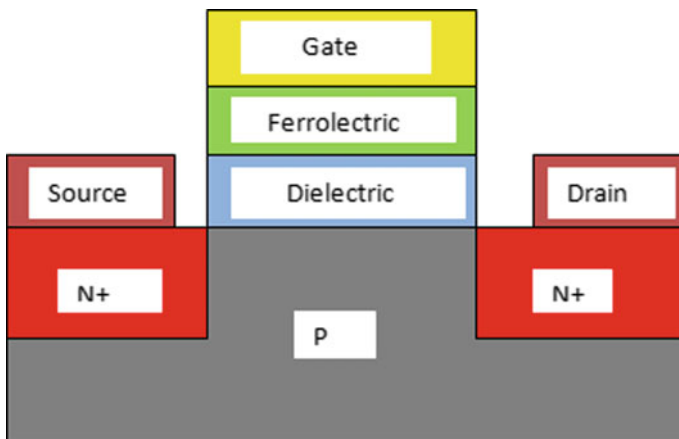 Gate
Ferrolectric
Source
Dielectric
Drain
N+
N+
P